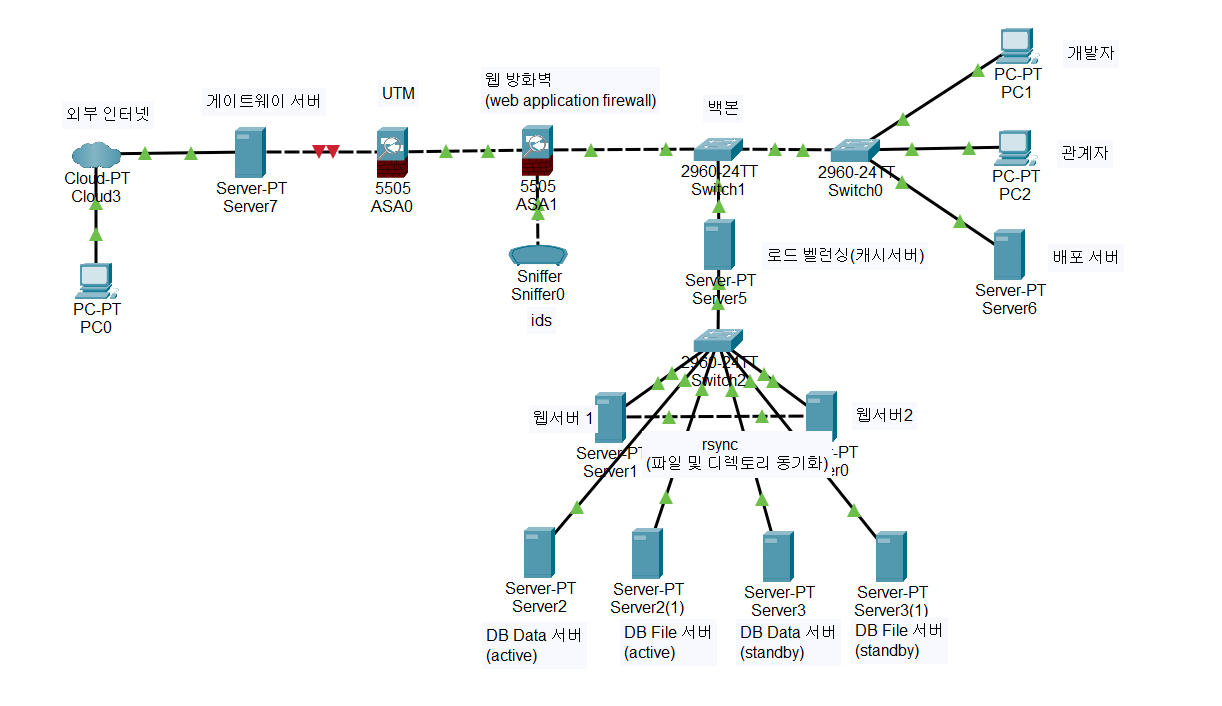 외부 인터넷
Cloud-PT
Cloud3
PC-PT
PC0
게이트웨이 서버
Server-PT
Server7
UTM
5505
ASA0
웹 방화벽
(web application firewall)
5505
ASA1
Sniffer
Sniffer0
ids
백본
2960-24TT
Switch1
2960-24TT
Switch0
PC-PT
PC1
개발자
PC-PT
PC2
관계자
Server-PT
Server6
배포 서버
Server-PT
Server5
로드 벨런싱(캐시서버)
2960-24TT
Switch2
웹서버 1
Server-PT
Server1
웹서버2
rsync
(파일 및 디렉토리 동기화)
-PT
er0
Server-PT
Server2
DB Data 서버
(active)
Server-PT
Server2(1)
DB File 서버
(active)
Server-PT
Server3
DB Data 서버
(standby)
Server-PT
Server3(1)
DB File 서버
(standby)